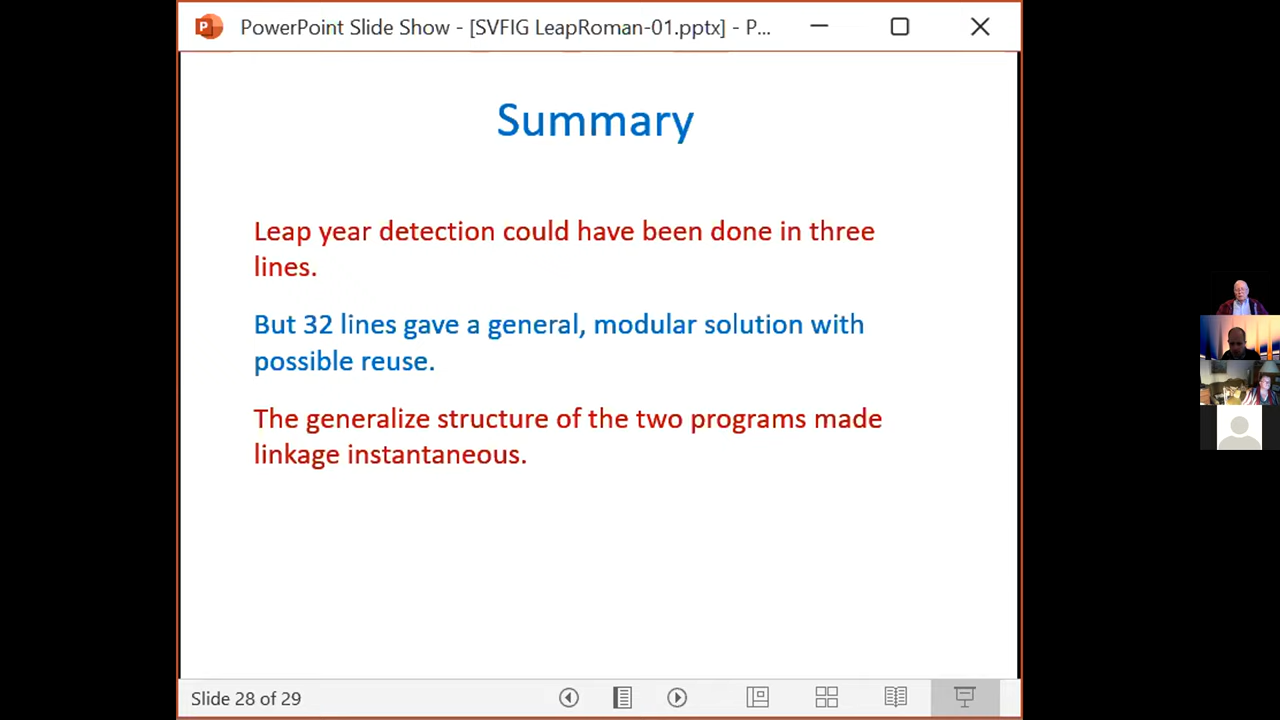 PowerPoint Slide Show - [SVFIG LeapRoman-01.pptx] - P...
Summary
Leap year detection could have been done in three
lines.
But 32 lines gave a general, modular solution with
possible reuse.
The generalize structure of the two programs made
linkage instantaneous.
Slide 28 of 29